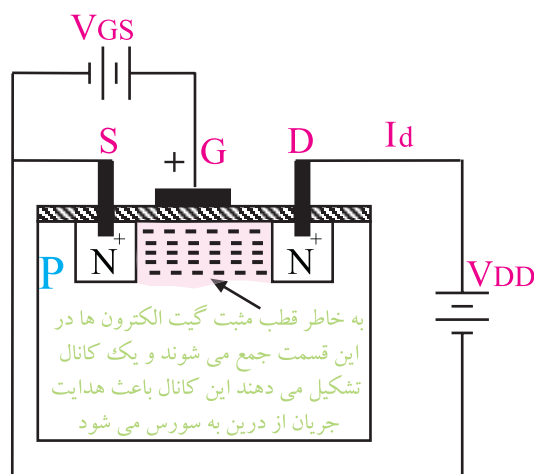 VGS
S
+
G
D
Id
P
N+
N+
VDD
به خاطر قطب مثبت گیت الکترون ها در
این قسمت جمع می شوند و یک کانال
تشکیل می دهند این کانال باعث هدایت
جریان از درین به سورس می شود